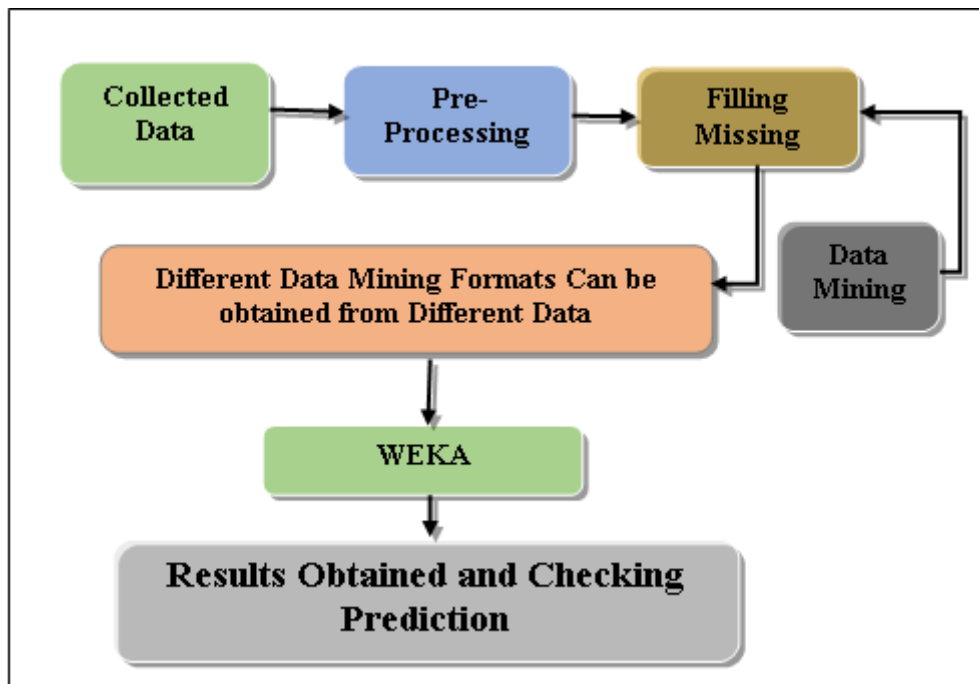 Collected
Data
Pre-
Processing
Filling
Missing
Data
Mining
Different Data Mining Formats Can be
obtained from Different Data
WEKA
Results Obtained and Checking
Prediction